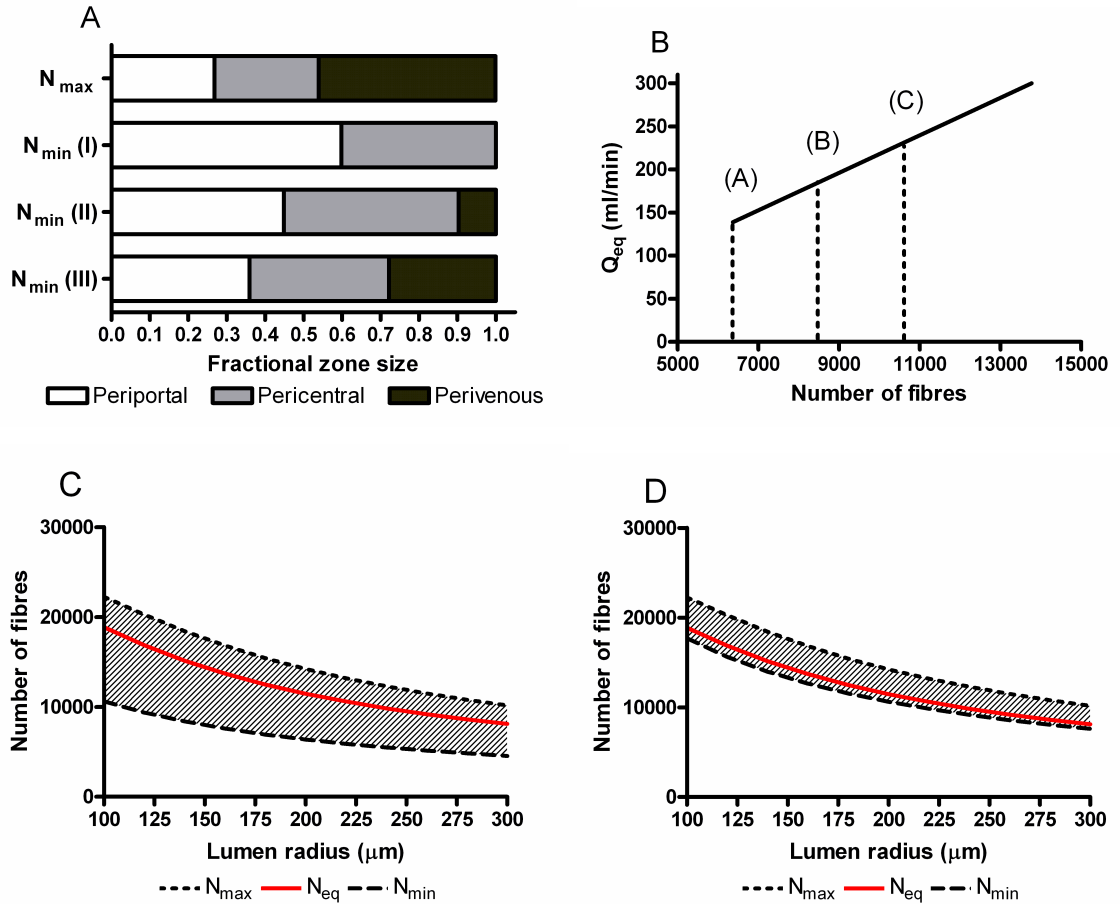 A
N max
N min (I)
N min (II)
N min (III)
0.0 0.1 0.2 0.3 0.4 0.5 0.6 0.7 0.8 0.9 1.0
Fractional zone size
Periportal Pericentral Perivenous
B
Qeq (ml/min)
300
250
200
150
100
50
0
(A)
(B)
(C)
5000 7000 9000 11000 13000 15000
Number of fibres
C
Number of fibres
30000
20000
10000
0
100 125 150 175 200 225 250 275 300
Lumen radius (μm)
Nmax Neq Nmin
D
Number of fibres
30000
20000
10000
0
100 125 150 175 200 225 250 275 300
Lumen radius (μm)
Nmax Neq Nmin